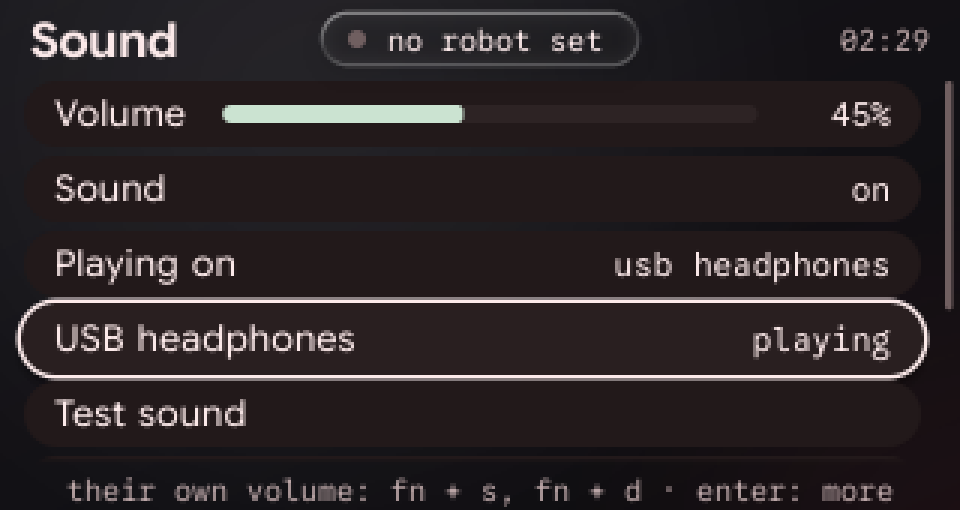 Sound
no robot set
02:29
Volume 45%
Sound on
Playing on usb headphones
USB headphones playing
Test sound
their own volume: fn + s, fn + d · enter: more